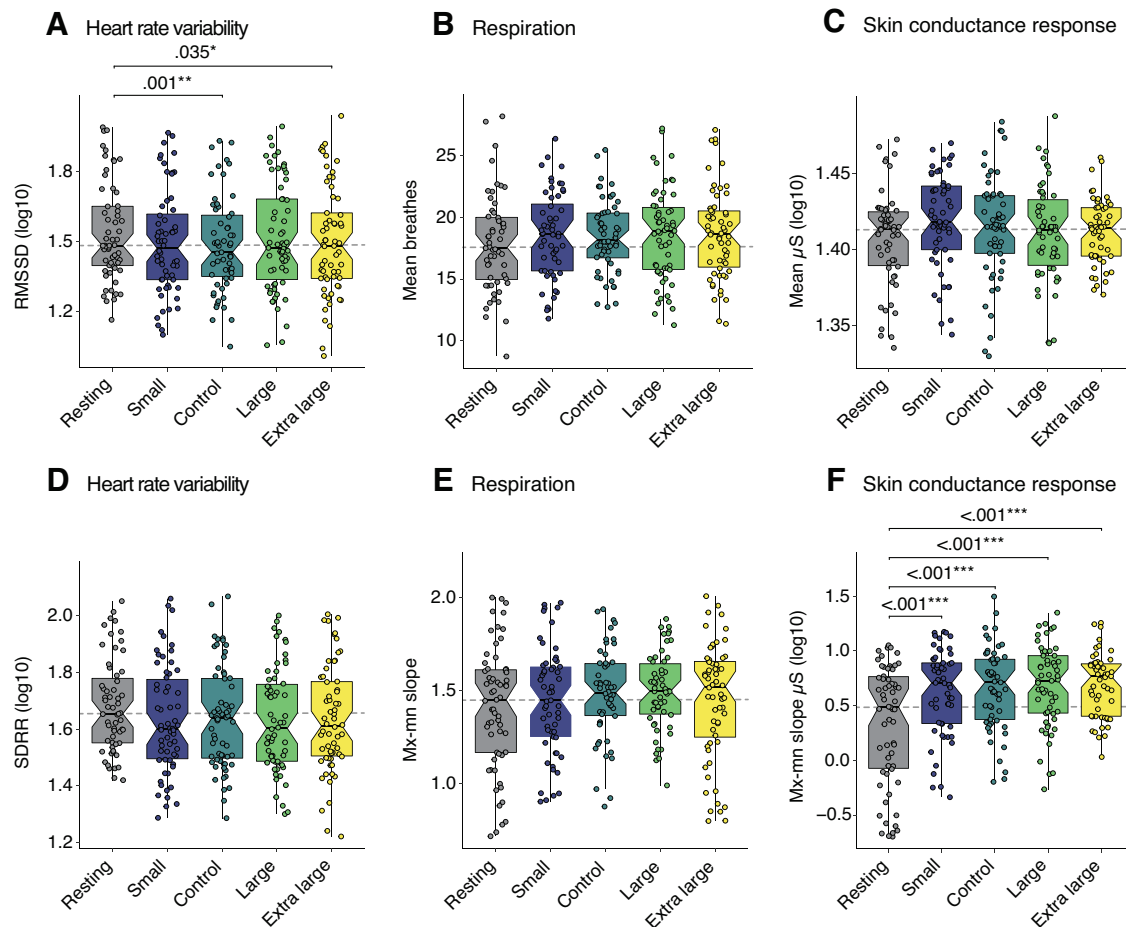 A Heart rate variability
.035*
.001**
RMSSD (log10)
1.8
1.5
1.2
Resting
Small
Control
Large
Extra large
B Respiration
Mean breathes
25
20
15
10
Resting
Small
Control
Large
Extra large
C Skin conductance response
Mean µS (log10)
1.45
1.40
1.35
Resting
Small
Control
Large
Extra large
D Heart rate variability
SDRR (log10)
2.0
1.8
1.6
1.4
1.2
Resting
Small
Control
Large
Extra large
E Respiration
Mx-mn slope
2.0
1.5
1.0
Resting
Small
Control
Large
Extra large
F Skin conductance response
<.001***
<.001***
<.001***
<.001***
Mx-mn slope µS (log10)
1.5
1.0
0.5
0.0
−0.5
Resting
Small
Control
Large
Extra large